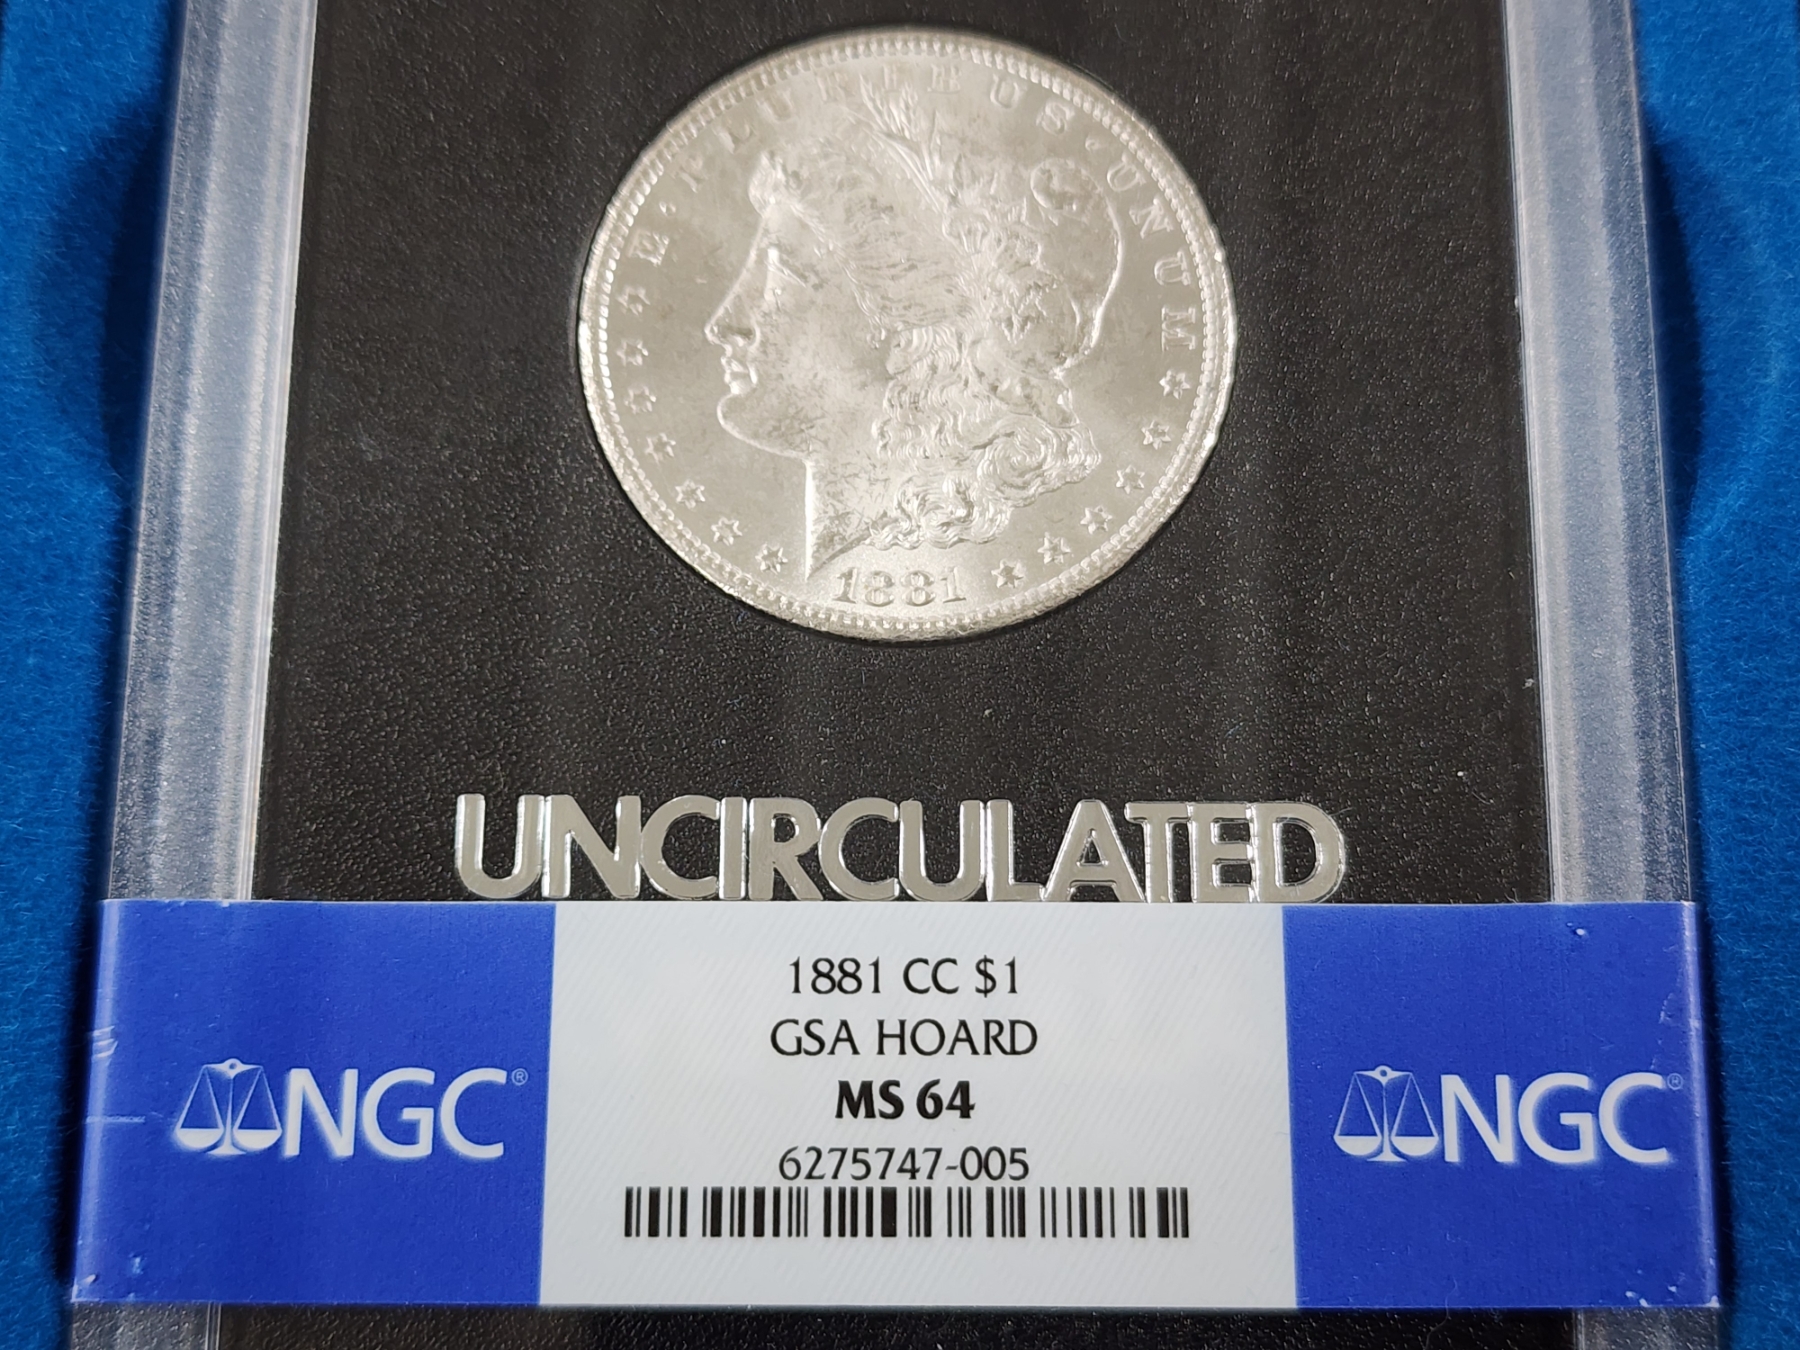 E · PLURIBUS · UNUM
1881
UNCIRCULATED
NGC®
1881 CC $1
GSA HOARD
MS 64
6275747-005
NGC®